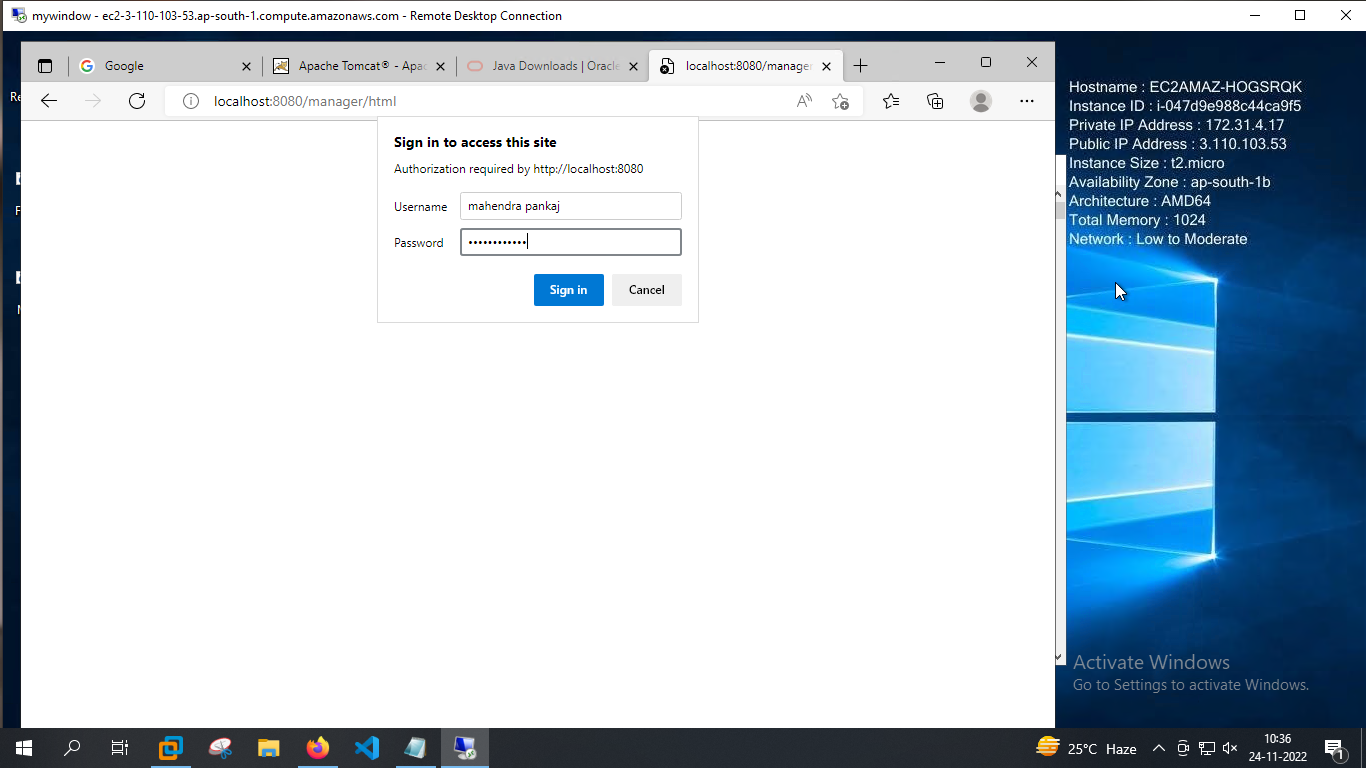 mywindow - ec2-3-110-103-53.ap-south-1.compute.amazonaws.com - Remote Desktop Connection
Google
Apache Tomcat® - Apac
Java Downloads | Oracle
localhost:8080/manager
localhost:8080/manager/html
Sign in to access this site
Authorization required by http://localhost:8080
Username
mahendra pankaj
Password
••••••••••••
Sign in
Cancel
Hostname : EC2AMAZ-HOGSRQK
Instance ID : i-047d9e988c44ca9f5
Private IP Address : 172.31.4.17
Public IP Address : 3.110.103.53
Instance Size : t2.micro
Availability Zone : ap-south-1b
Architecture : AMD64
Total Memory : 1024
Network : Low to Moderate
Activate Windows
Go to Settings to activate Windows.
25°C Haze
10:36
24-11-2022
1